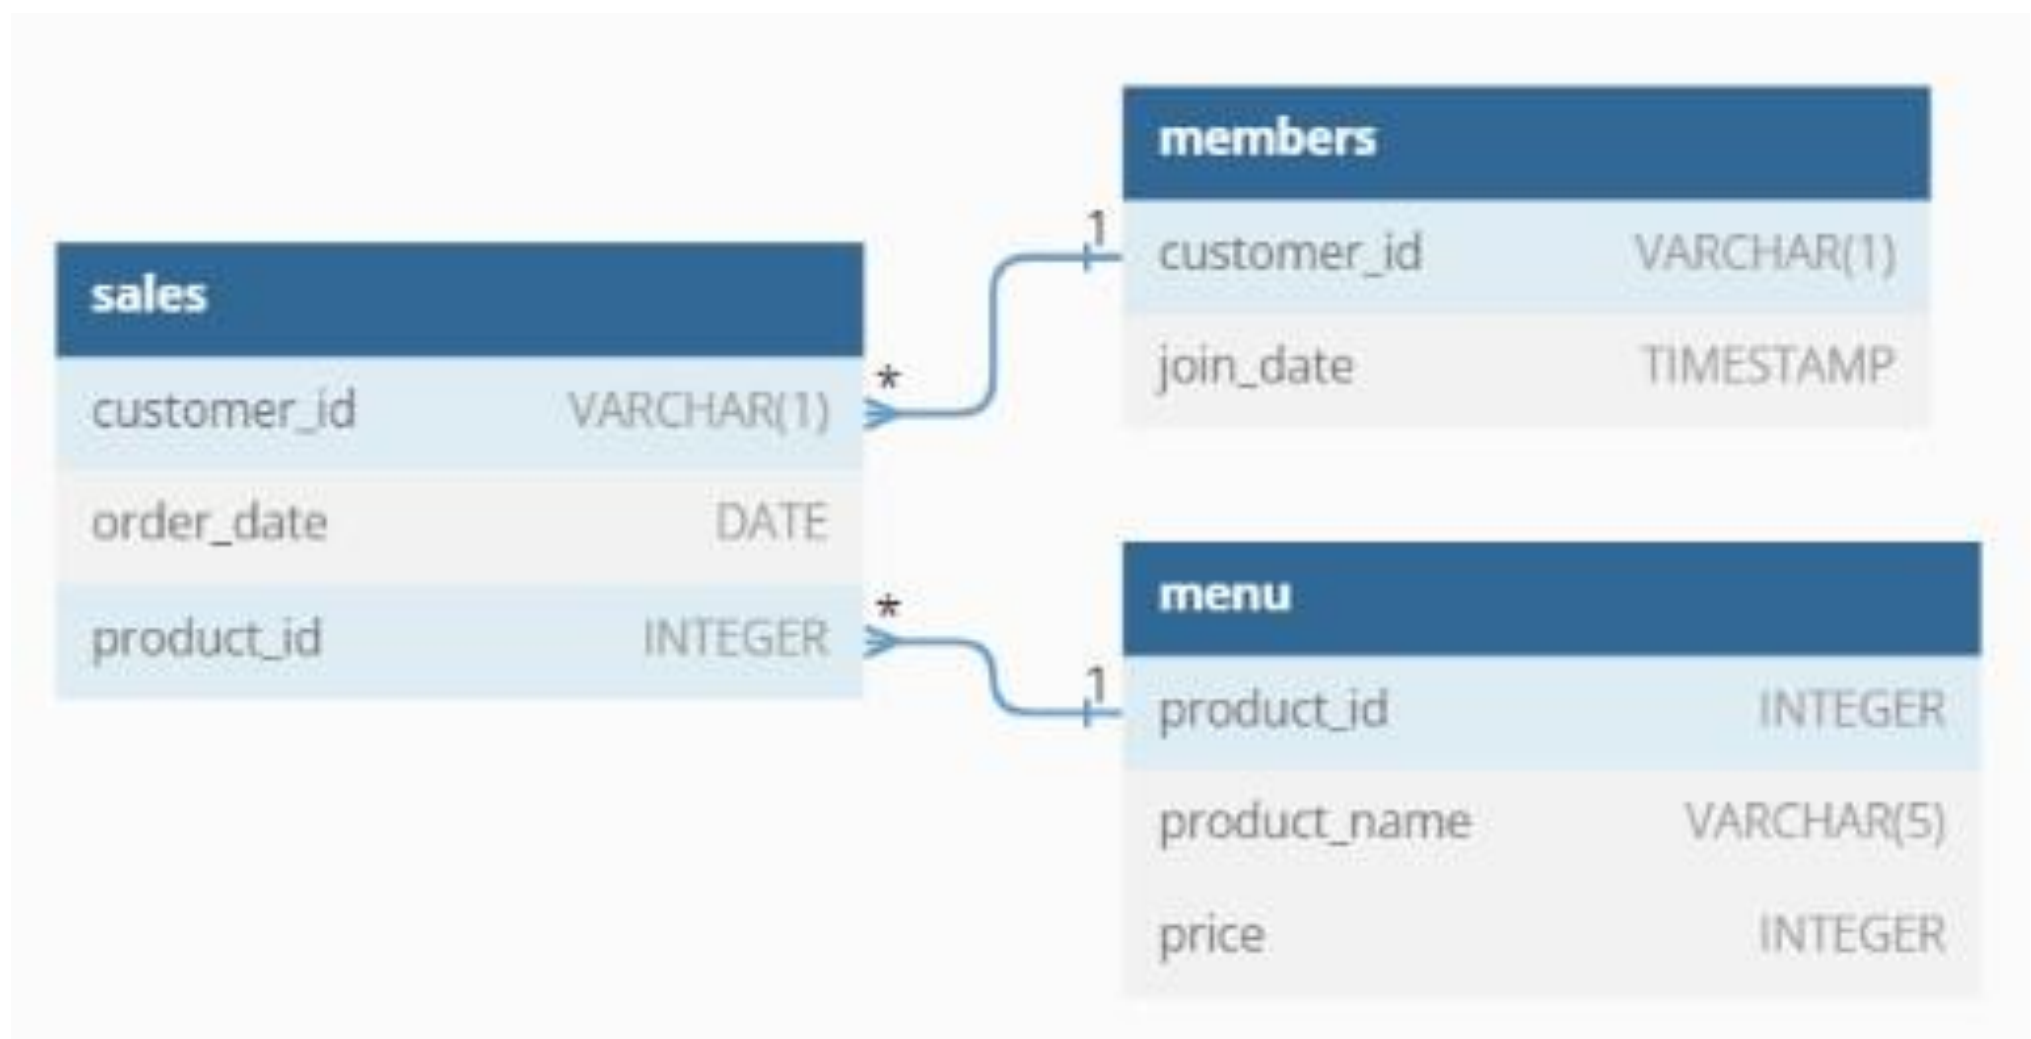 sales
customer_id VARCHAR(1)
order_date DATE
product_id INTEGER
*
*
1
1
members
customer_id VARCHAR(1)
join_date TIMESTAMP
menu
product_id INTEGER
product_name VARCHAR(5)
price INTEGER